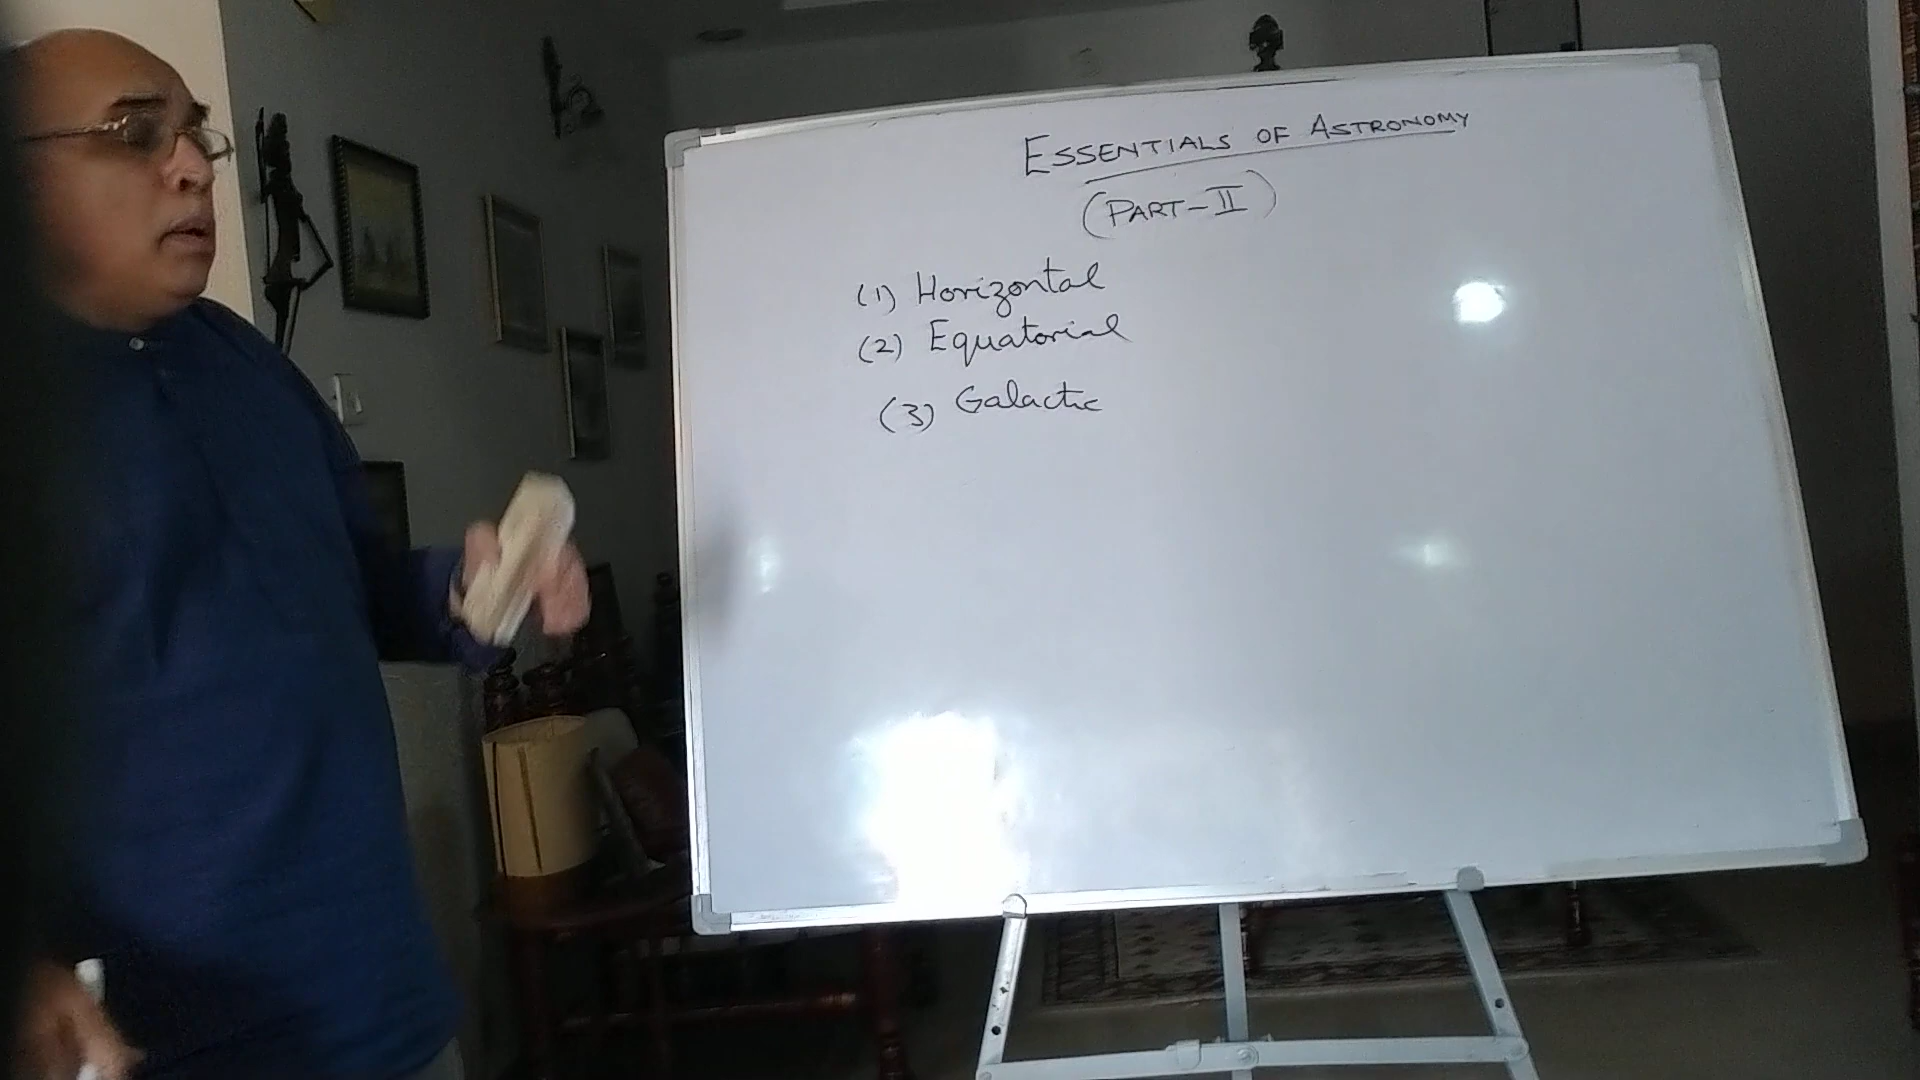 ESSENTIALS OF ASTRONOMY
(PART-II)
(1) Horizontal
(2) Equatorial
(3) Galactic